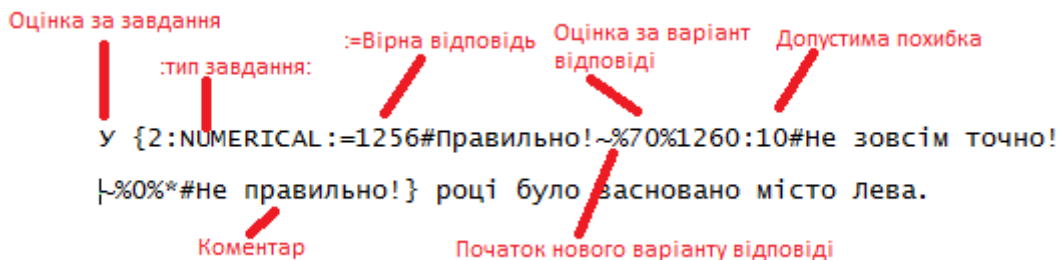 Оцінка за завдання
:=Вірна відповідь
Оцінка за варіант
відповіді
Допустима похибка
:тип завдання:
У {2:NUMERICAL:=1256#Правильно!~%70%1260:10#Не зовсім точно!
~%0%*#Не правильно!} році було засновано місто Лева.
Коментар
Початок нового варіанту відповіді